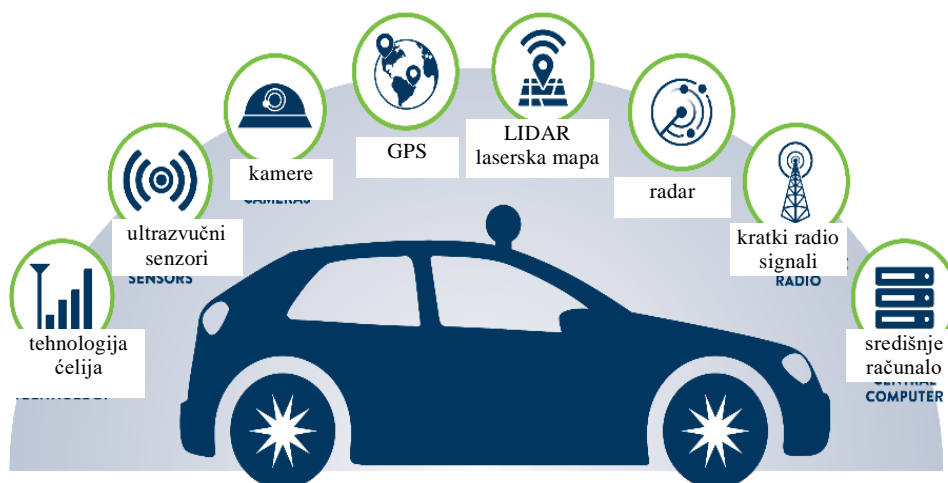 GPS
LIDAR
laserska mapa
kamere
radar
ultrazvučni
senzori
SENSORS
kratki radio
signali
RADIO
tehnologija
ćelija
središnje
računalo
COMPUTER